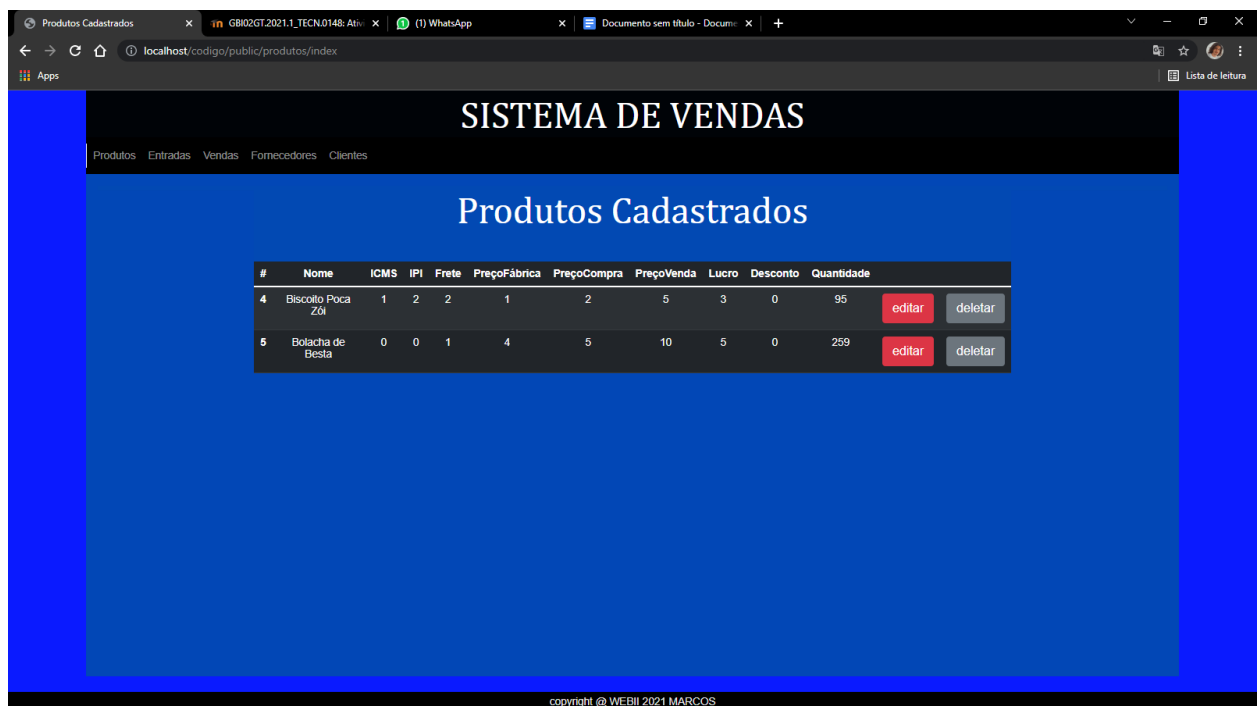 Produtos Cadastrados
GBI02GT.2021.1_TECN.0148: Ativ
(1) WhatsApp
Documento sem título - Docume
localhost/codigo/public/produtos/index
Apps
Lista de leitura
SISTEMA DE VENDAS
Produtos Entradas Vendas Fornecedores Clientes
Produtos Cadastrados
# Nome ICMS IPI Frete PreçoFábrica PreçoCompra PreçoVenda Lucro Desconto Quantidade
4 Biscoito Poca Zói 1 2 2 1 2 5 3 0 95 editar deletar
5 Bolacha de Besta 0 0 1 4 5 10 5 0 259 editar deletar
copyright @ WEBII 2021 MARCOS